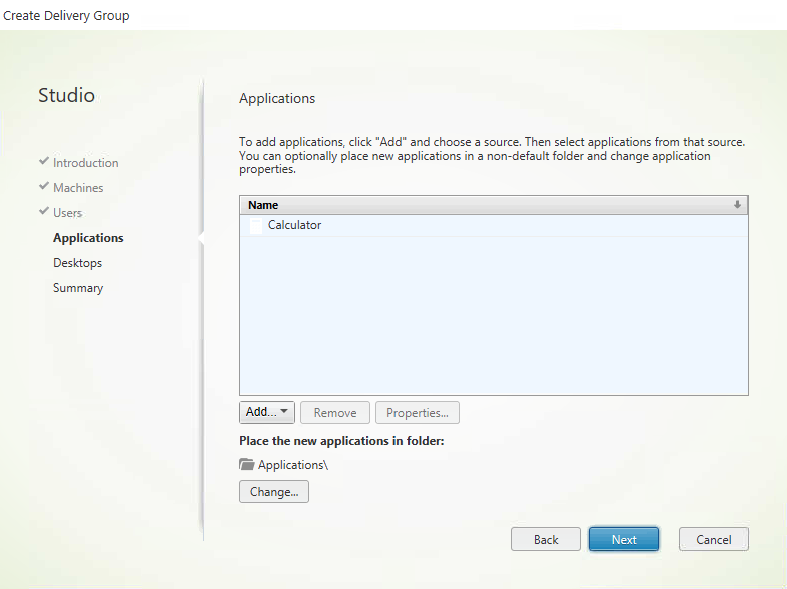 Create Delivery Group
Studio
Introduction
Machines
Users
Applications
Desktops
Summary
Applications
To add applications, click "Add" and choose a source. Then select applications from that source.
You can optionally place new applications in a non-default folder and change application
properties.
Name
Calculator
Add...
Remove
Properties...
Place the new applications in folder:
Applications\
Change...
Back
Next
Cancel